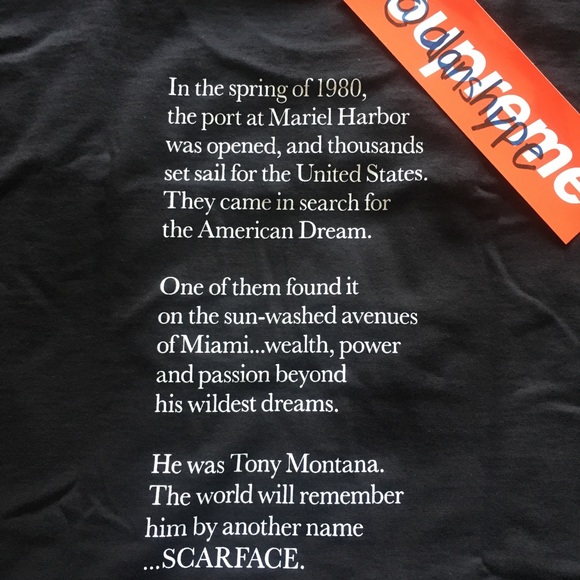 In the spring of 1980,
the port at Mariel Harbor
was opened, and thousands
set sail for the United States.
They came in search for
the American Dream.
One of them found it
on the sun-washed avenues
of Miami...wealth, power
and passion beyond
his wildest dreams.
He was Tony Montana.
The world will remember
him by another name
...SCARFACE.
Supreme
@alanshype